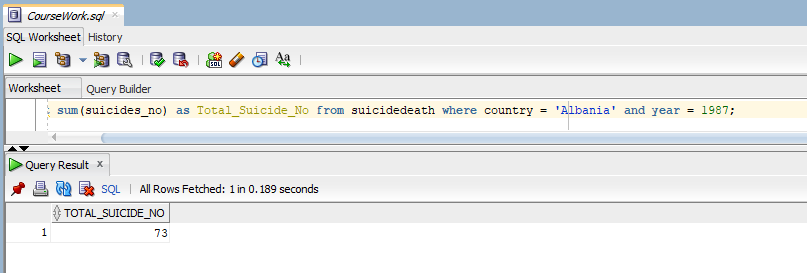 CourseWork.sql ×
SQL Worksheet History
Aa
Worksheet Query Builder
sum(suicides_no) as Total_Suicide_No from suicidedeath where country = 'Albania' and year = 1987;
Query Result x
SQL | All Rows Fetched: 1 in 0.189 seconds
TOTAL_SUICIDE_NO
1 73